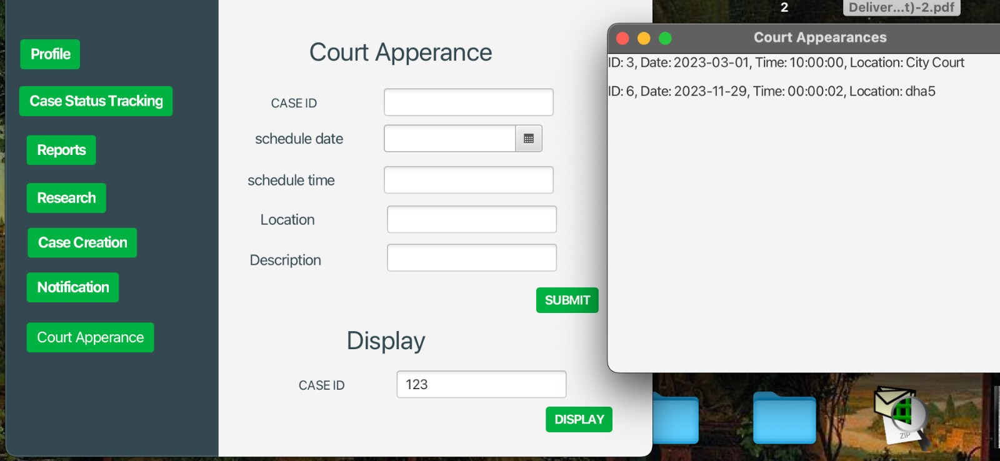 Profile
Case Status Tracking
Reports
Research
Case Creation
Notification
Court Apperance
Court Apperance
CASE ID
schedule date
schedule time
Location
Description
SUBMIT
Display
CASE ID 123
DISPLAY
2
Deliver...t)-2.pdf
Court Appearances
ID: 3, Date: 2023-03-01, Time: 10:00:00, Location: City Court
ID: 6, Date: 2023-11-29, Time: 00:00:02, Location: dha5
ZIP